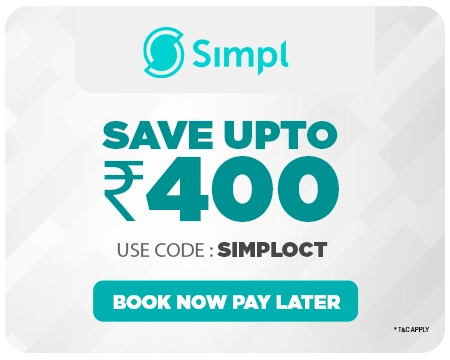 Simpl
SAVE UPTO
₹400
USE CODE : SIMPLOCT
BOOK NOW PAY LATER
* T&C APPLY